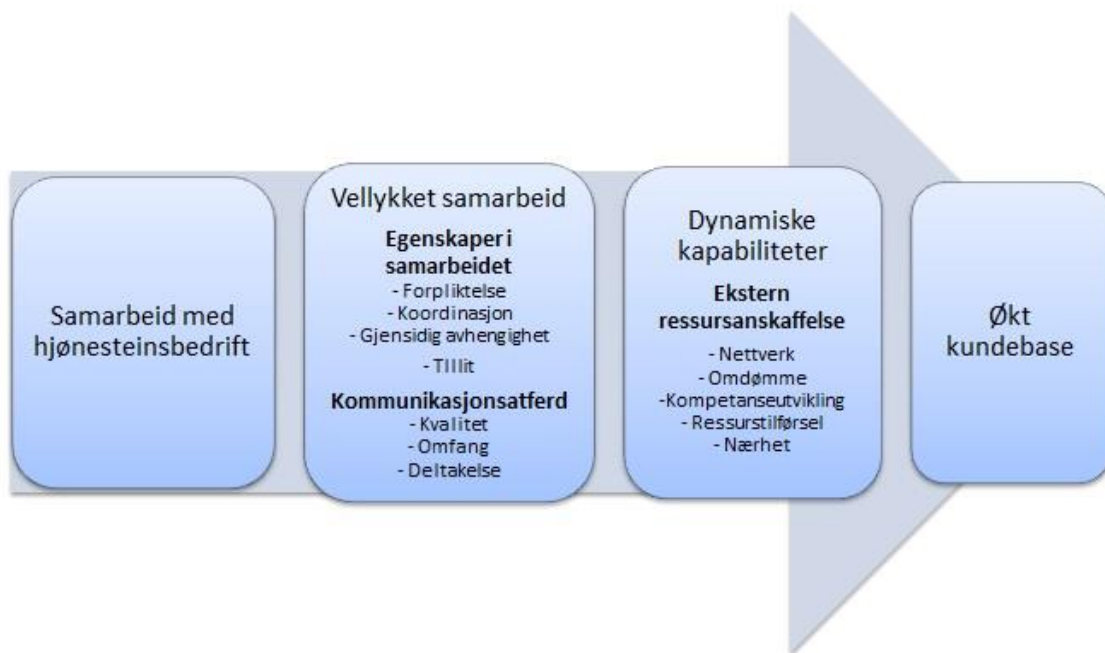 Samarbeid med
hjønesteinsbedrift
Vellykket samarbeid
Egenskaper i
samarbeidet
- Forpliktelse
- Koordinasjon
- Gjensidig avhengighet
- TIllit
Kommunikasjonsatferd
- Kvalitet
- Omfang
- Deltakelse
Dynamiske
kapabiliteter
Ekstern
ressursanskaffelse
- Nettverk
- Omdømme
-Kompetanseutvikling
- Ressurstilførsel
- Nærhet
Økt
kundebase